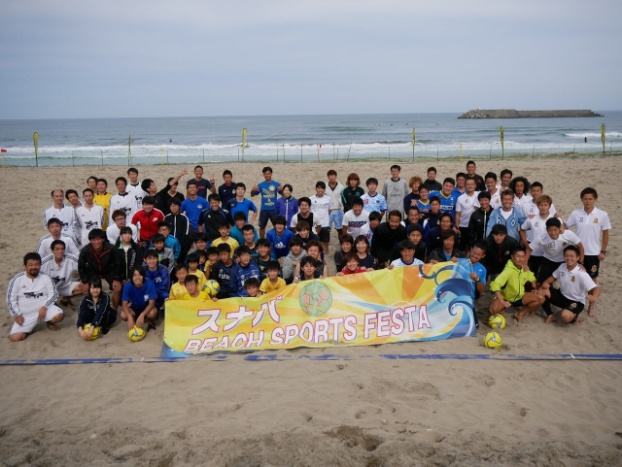 スナバ
BEACH SPORTS FESTA